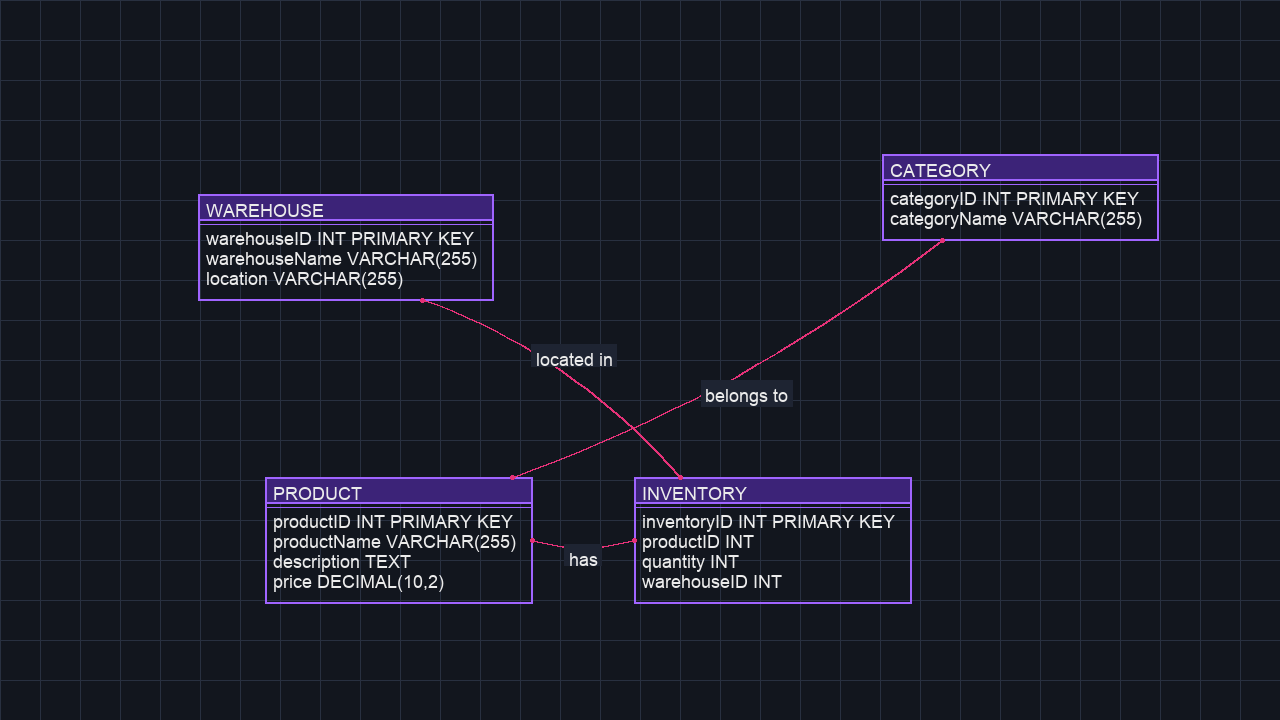 CATEGORY
categoryID INT PRIMARY KEY
categoryName VARCHAR(255)
WAREHOUSE
warehouseID INT PRIMARY KEY
warehouseName VARCHAR(255)
location VARCHAR(255)
located in
belongs to
PRODUCT
productID INT PRIMARY KEY
productName VARCHAR(255)
description TEXT
price DECIMAL(10,2)
has
INVENTORY
inventoryID INT PRIMARY KEY
productID INT
quantity INT
warehouseID INT